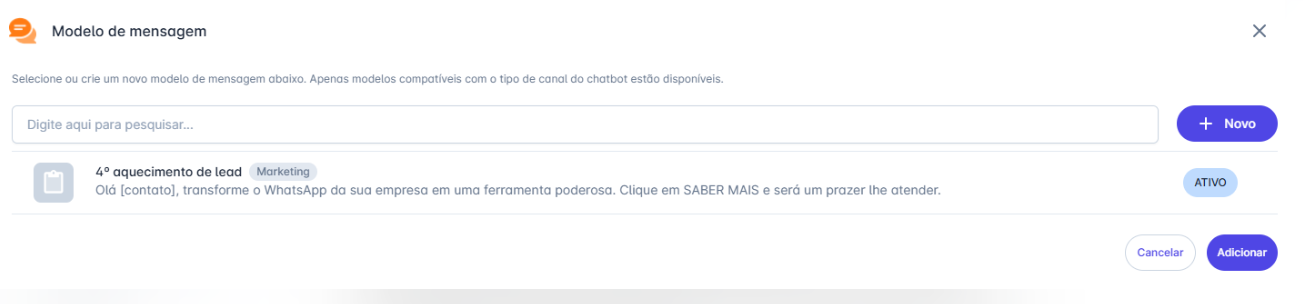 Modelo de mensagem
Selecione ou crie um novo modelo de mensagem abaixo. Apenas modelos compatíveis com o tipo de canal do chatbot estão disponíveis.
Digite aqui para pesquisar...
+ Novo
4º aquecimento de lead Marketing
Olá [contato], transforme o WhatsApp da sua empresa em uma ferramenta poderosa. Clique em SABER MAIS e será um prazer lhe atender.
ATIVO
Cancelar Adicionar